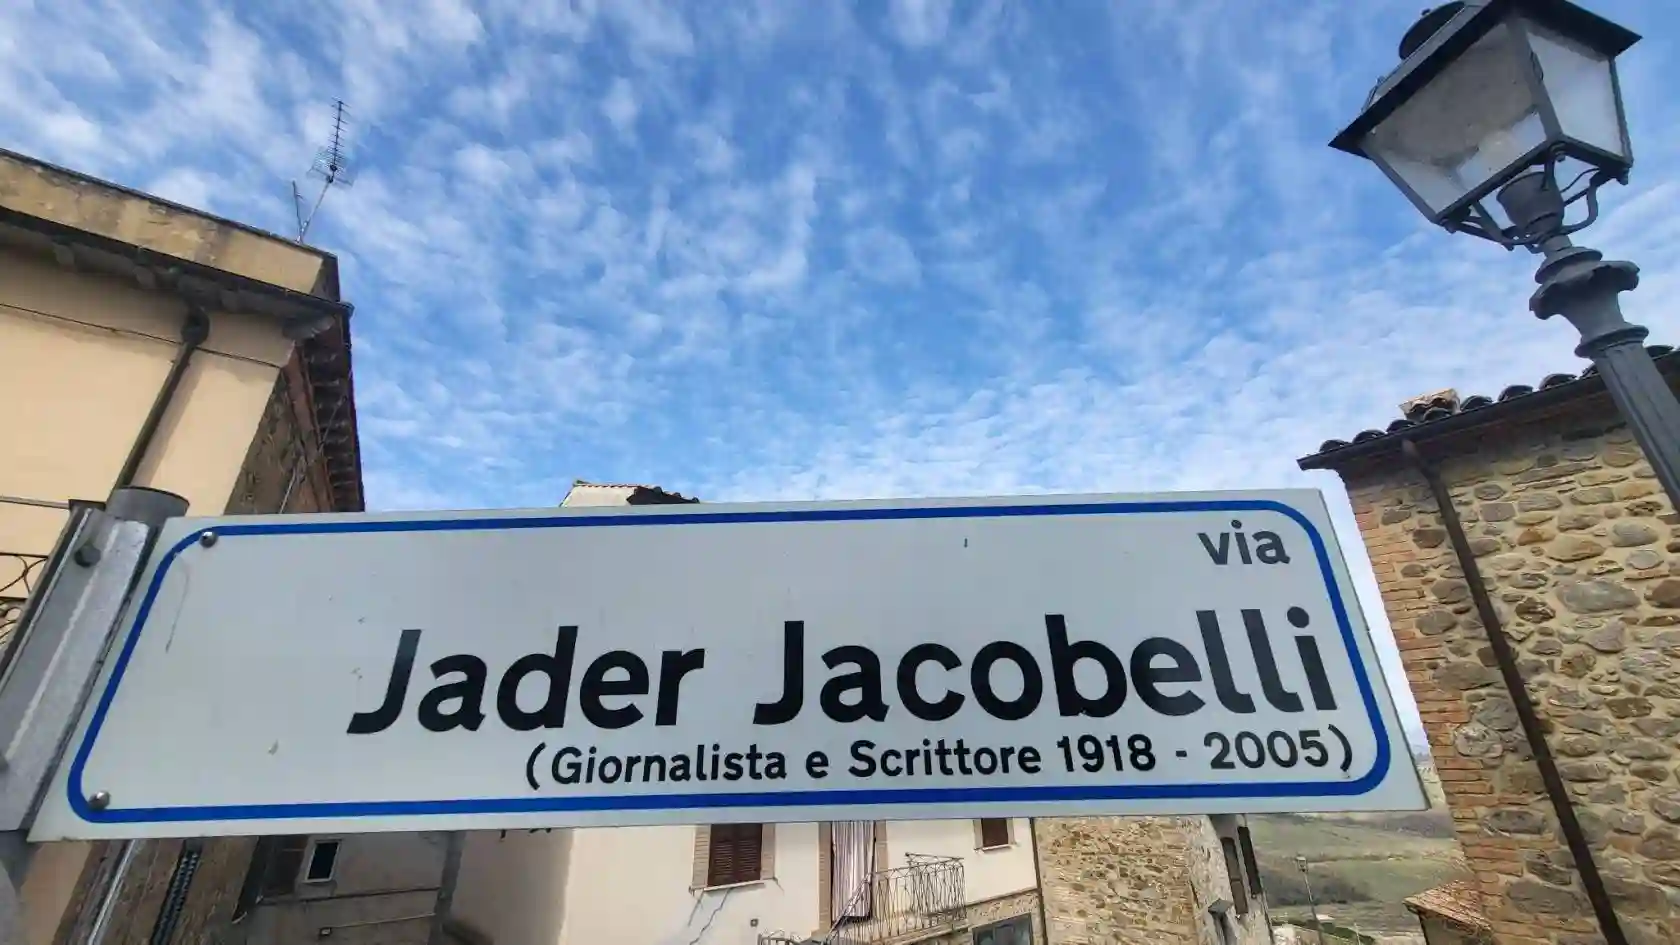 via
Jader Jacobelli
(Giornalista e Scrittore 1918 - 2005)